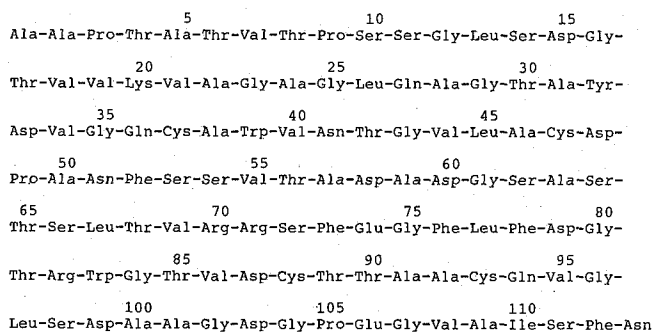 5 10 15
Ala-Ala-Pro-Thr-Ala-Thr-Val-Thr-Pro-Ser-Ser-Gly-Leu-Ser-Asp-Gly-
20 25 30
Thr-Val-Val-Lys-Val-Ala-Gly-Ala-Gly-Leu-Gln-Ala-Gly-Thr-Ala-Tyr-
35 40 45
Asp-Val-Gly-Gln-Cys-Ala-Trp-Val-Asn-Thr-Gly-Val-Leu-Ala-Cys-Asp-
50 55 60
Pro-Ala-Asn-Phe-Ser-Ser-Val-Thr-Ala-Asp-Ala-Asp-Gly-Ser-Ala-Ser-
65 70 75 80
Thr-Ser-Leu-Thr-Val-Arg-Arg-Ser-Phe-Glu-Gly-Phe-Leu-Phe-Asp-Gly-
85 90 95
Thr-Arg-Trp-Gly-Thr-Val-Asp-Cys-Thr-Thr-Ala-Ala-Cys-Gln-Val-Gly-
100 105 110
Leu-Ser-Asp-Ala-Ala-Gly-Asp-Gly-Pro-Glu-Gly-Val-Ala-Ile-Ser-Phe-Asn